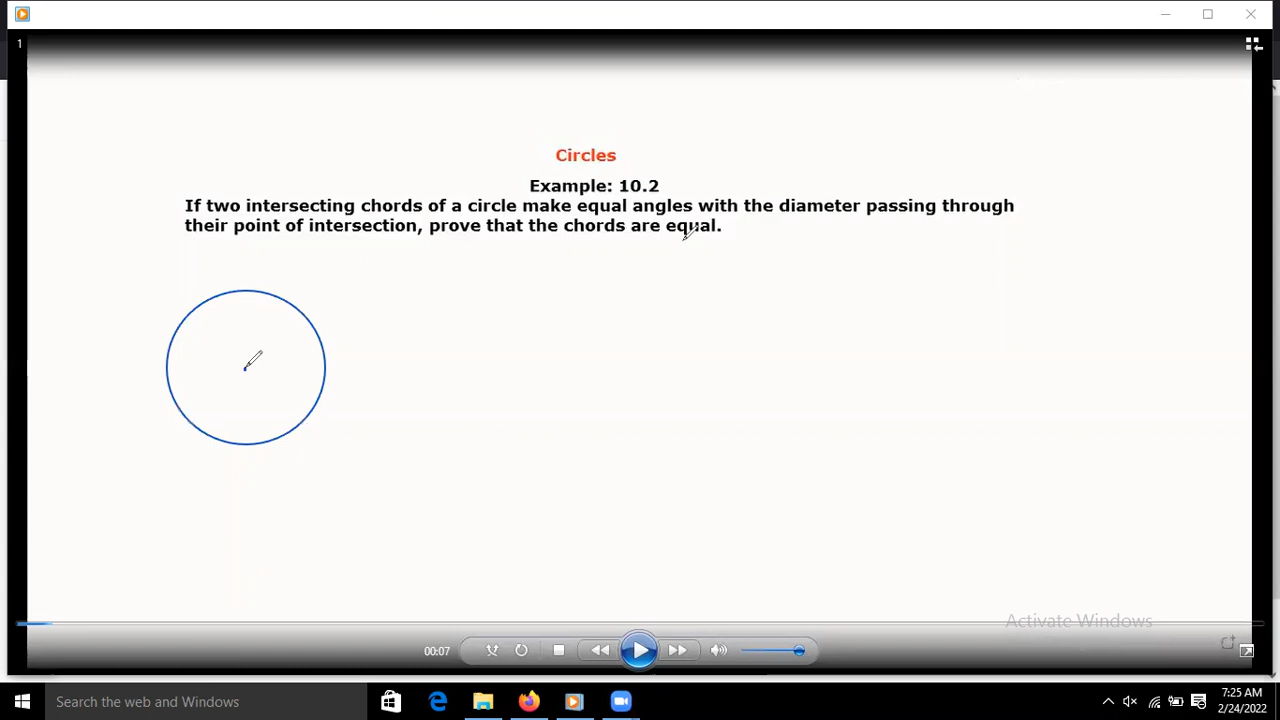 1
Circles
Example: 10.2
If two intersecting chords of a circle make equal angles with the diameter passing through
their point of intersection, prove that the chords are equal.
Activate Windows
00:07
Search the web and Windows
7:25 AM
2/24/2022